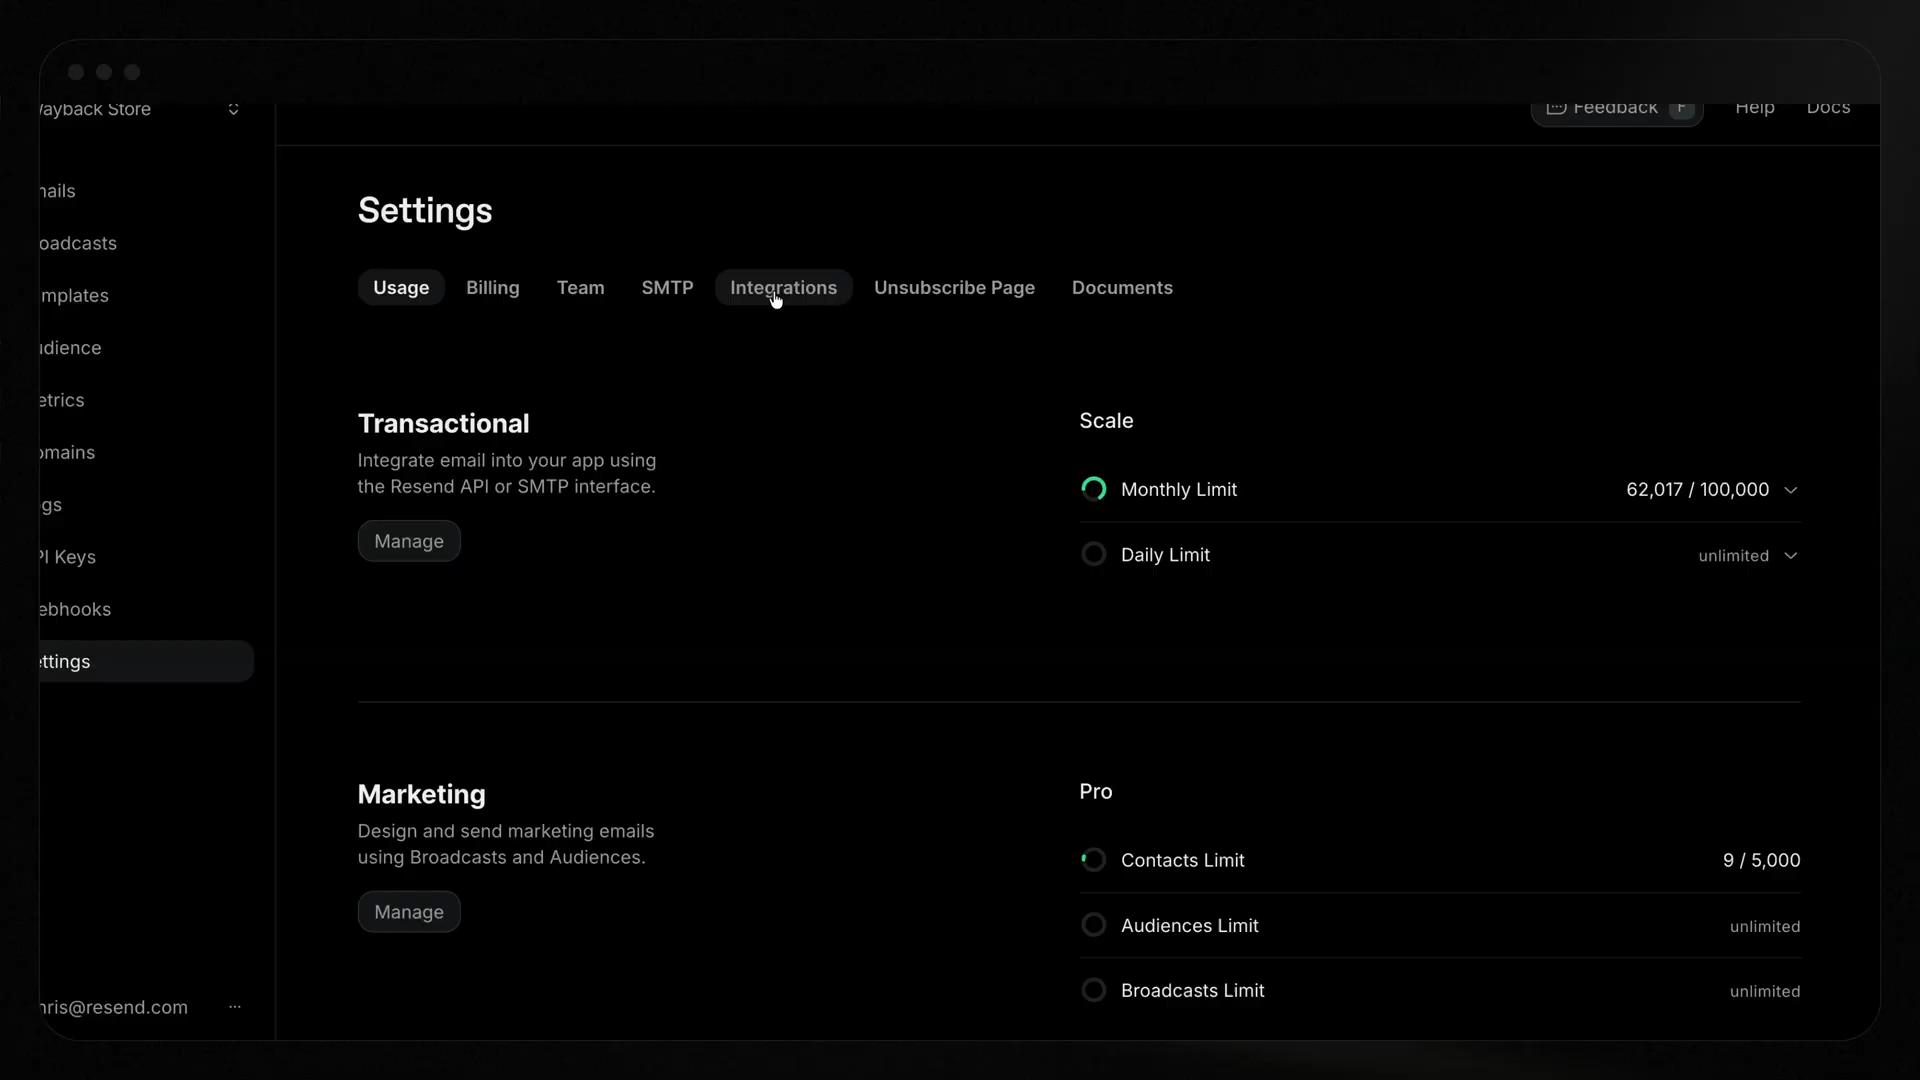 ayback Store
Feedback F
Help
Docs
ails
oadcasts
mplates
dience
etrics
mains
gs
I Keys
ebhooks
ttings
hris@resend.com
Settings
Usage
Billing
Team
SMTP
Integrations
Unsubscribe Page
Documents
Transactional
Integrate email into your app using
the Resend API or SMTP interface.
Manage
Scale
Monthly Limit
62,017 / 100,000
Daily Limit
unlimited
Marketing
Design and send marketing emails
using Broadcasts and Audiences.
Manage
Pro
Contacts Limit
9 / 5,000
Audiences Limit
unlimited
Broadcasts Limit
unlimited